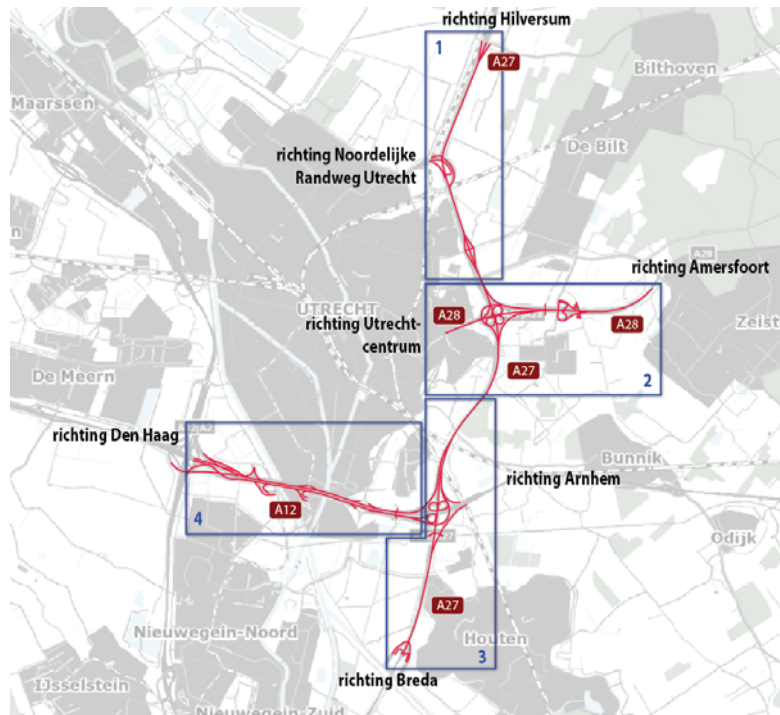 richting Hilversum
1
A27
Bilthoven
Maarssen
De Bilt
richting Noordelijke
Randweg Utrecht
richting Amersfoort
UTRECHT
A28
richting Utrecht-
centrum
A28
A28
Zeist
A27
De Meern
2
richting Den Haag
Bunnik
richting Arnhem
4
A12
Odijk
A27
Nieuwegein-Noord
Houten
3
richting Breda
IJsselstein
Nieuwegein-Zuid